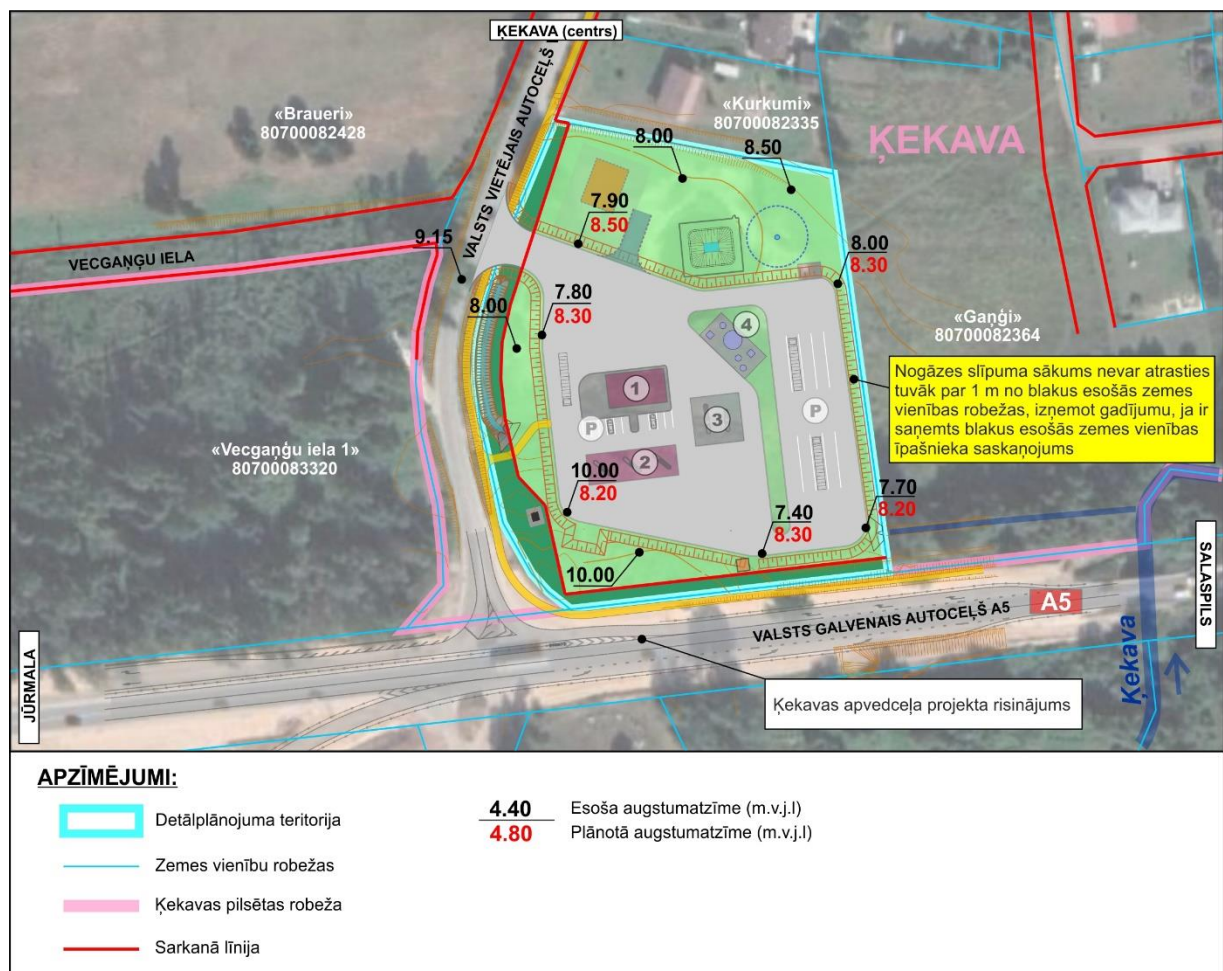 ĶEKAVA (centrs)
VALSTS VIETĒJAIS AUTOCEĻŠ
«Braueri»
80700082428
«Kurkumi»
80700082335
ĶEKAVA
8.00
8.50
7.90
8.50
9.15
VECGAŅĢU IELA
8.00
8.30
7.80
8.30
8.00
«Gaņģi»
80700082364
4
1
P
3
P
2
Nogāzes slīpuma sākums nevar atrasties
tuvāk par 1 m no blakus esošās zemes
vienības robežas, izņemot gadījumu, ja ir
saņemts blakus esošās zemes vienības
īpašnieka saskaņojums
«Vecgaņģu iela 1»
80700083320
10.00
8.20
7.40
8.30
7.70
8.20
10.00
VALSTS GALVENAIS AUTOCEĻŠ A5
A5
SALASPILS
JŪRMALA
Ķekava
Ķekavas apvedceļa projekta risinājums
APZĪMĒJUMI:
Detālplānojuma teritorija
Zemes vienību robežas
Ķekavas pilsētas robeža
Sarkanā līnija
4.40 Esoša augstumatzīme (m.v.j.l)
4.80 Plānotā augstumatzīme (m.v.j.l)